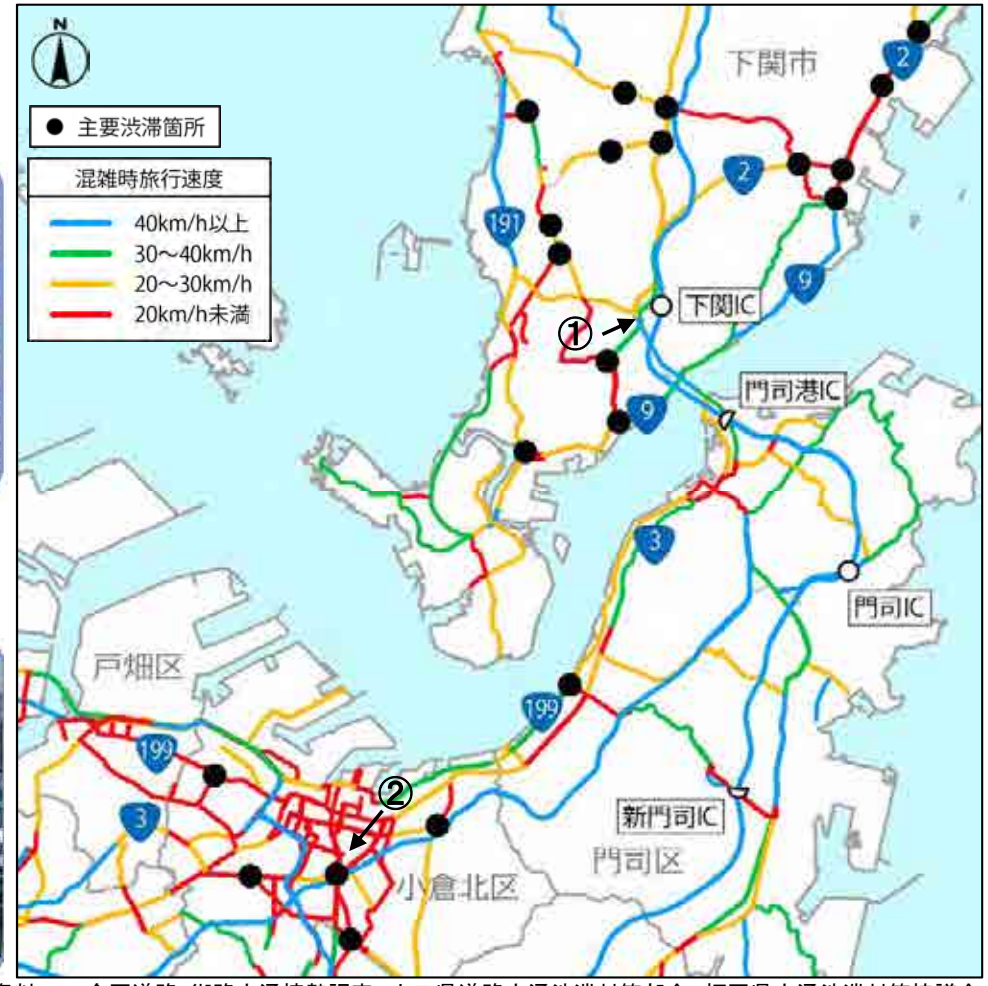 N
下関市
2
● 主要渋滞箇所
混雑時旅行速度
40km/h以上
30～40km/h
20～30km/h
20km/h未満
2
191
9
下関IC
①
門司港IC
9
3
門司IC
戸畑区
199
199
②
3
新門司IC
門司区
小倉北区